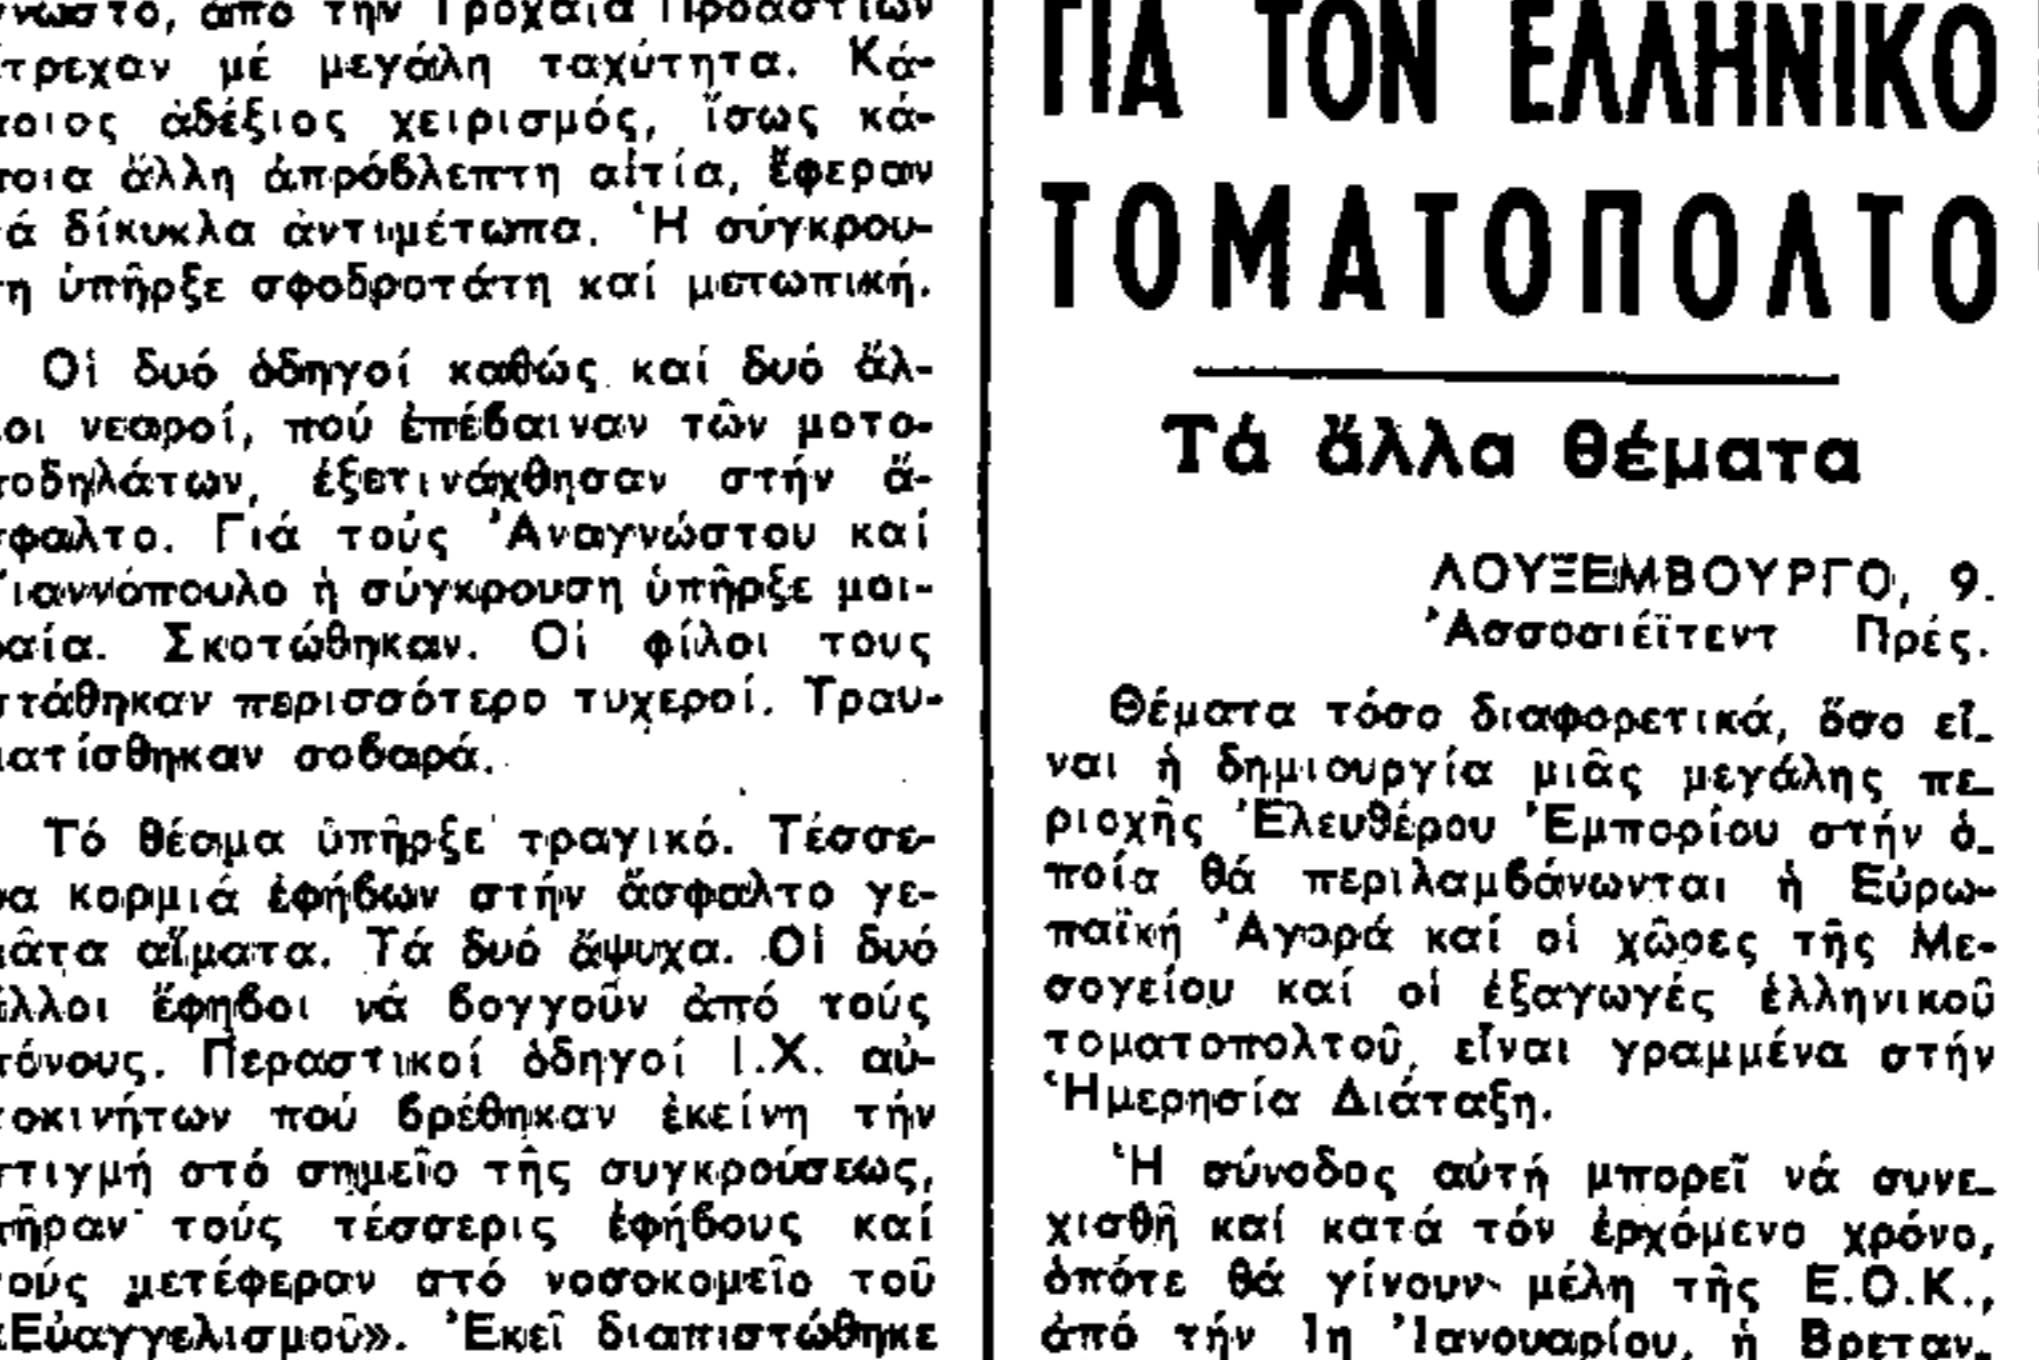 γνωστό, ἀπό τήν Τροχαία Προαστίων
τρεχαν μέ μεγάλη ταχύτητα. Κά-
ποιος ἀδέξιος χειρισμός, ἴσως κά-
ποια ἄλλη ἀπρόβλεπτη αἰτία, ἔφεραν
τά δίκυκλα ἀντιμέτωπα. Ἡ σύγκρου-
ση ὑπῆρξε σφοδροτάτη καί μετωπική.
Οἱ δυό ὁδηγοί καθώς καί δυό ἄλ-
λοι νεαροί, πού ἐπέβαιναν τῶν μοτο-
ποδηλάτων, ἐξετινάχθησαν στήν ἄ-
σφαλτο. Γιά τούς Ἀναγνώστου καί
Γιαννόπουλο ἡ σύγκρουση ὑπῆρξε μοι-
ραία. Σκοτώθηκαν. Οἱ φίλοι τους
στάθηκαν περισσότερο τυχεροί. Τραυ-
ματίσθηκαν σοβαρά.
Τό θέαμα ὑπῆρξε τραγικό. Τέσσε-
ρα κορμιά ἐφήβων στήν ἄσφαλτο γε-
μᾶτα αἵματα. Τά δυό ἄψυχα. Οἱ δυό
ἄλλοι ἔφηβοι νά βογγοῦν ἀπό τούς
πόνους. Περαστικοί ὁδηγοί Ι.Χ. αὐ-
τοκινήτων πού βρέθηκαν ἐκείνη τήν
στιγμή στό σημεῖο τῆς συγκρούσεως,
πῆραν τούς τέσσερις ἐφήβους καί
τούς μετέφεραν στό νοσοκομεῖο τοῦ
«Εὐαγγελισμοῦ». Ἐκεῖ διαπιστώθηκε
ΓΙΑ ΤΟΝ ΕΛΛΗΝΙΚΟ
ΤΟΜΑΤΟΠΟΛΤΟ
Τά ἄλλα θέματα
ΛΟΥΞΕΜΒΟΥΡΓΟ, 9.
Ἀσσοσιέϊτεντ Πρές.
Θέματα τόσο διαφορετικά, ὅσο εἶ-
ναι ἡ δημιουργία μιᾶς μεγάλης πε-
ριοχῆς Ἐλευθέρου Ἐμπορίου στήν ὁ-
ποία θά περιλαμβάνωνται ἡ Εὐρω-
παϊκή Ἀγορά καί οἱ χῶρες τῆς Με-
σογείου καί οἱ ἐξαγωγές ἑλληνικοῦ
τοματοπολτοῦ, εἶναι γραμμένα στήν
Ἡμερησία Διάταξη.
Ἡ σύνοδος αὐτή μπορεῖ νά συνε-
χισθῆ καί κατά τόν ἐρχόμενο χρόνο,
ὁπότε θά γίνουν μέλη τῆς Ε.Ο.Κ.,
ἀπό τήν 1η Ἰανουαρίου, ἡ Βρεταν-